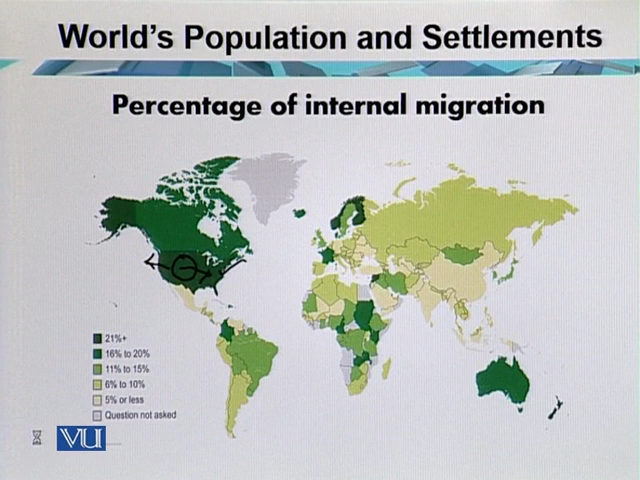 World's Population and Settlements
Percentage of internal migration
21%+
16% to 20%
11% to 15%
6% to 10%
5% or less
Question not asked
VU